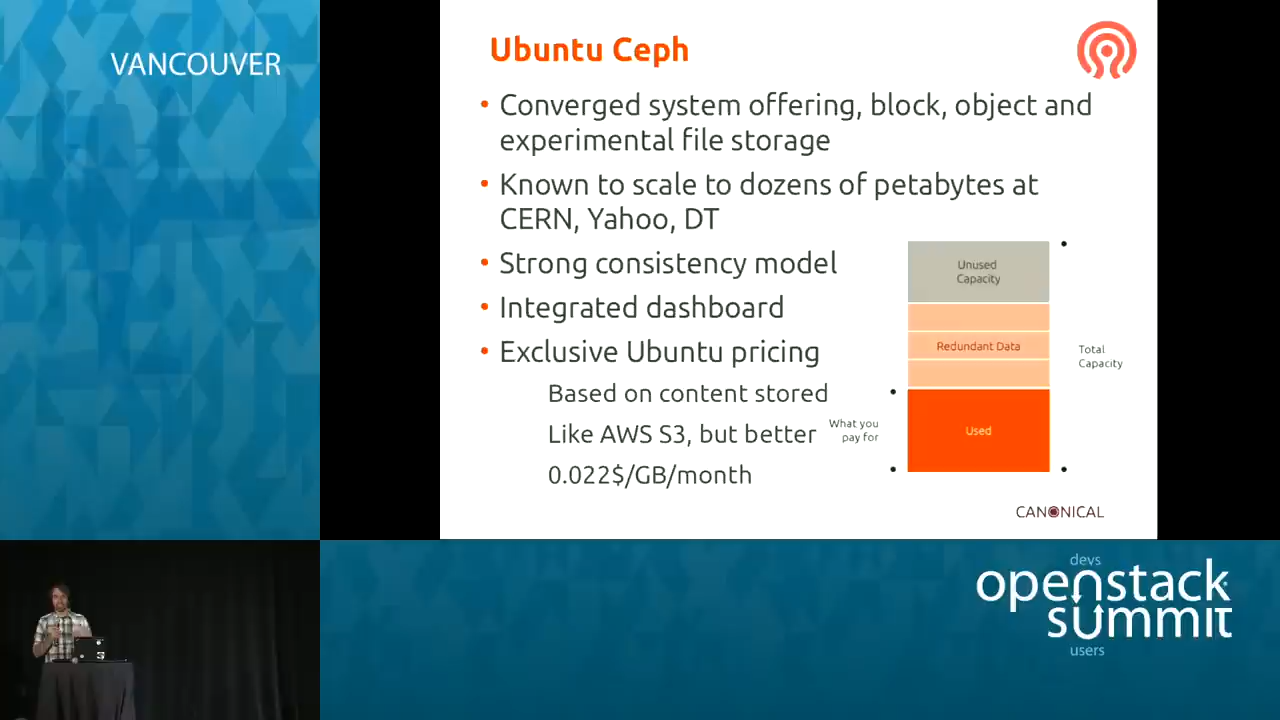 VANCOUVER
Ubuntu Ceph
• Converged system offering, block, object and
experimental file storage
• Known to scale to dozens of petabytes at
CERN, Yahoo, DT
• Strong consistency model
• Integrated dashboard
• Exclusive Ubuntu pricing
Based on content stored
Like AWS S3, but better
0.022$/GB/month
Unused
Capacity
Redundant Data
Total
Capacity
What you
pay for
Used
CANONICAL
devs
openstack
summit
users